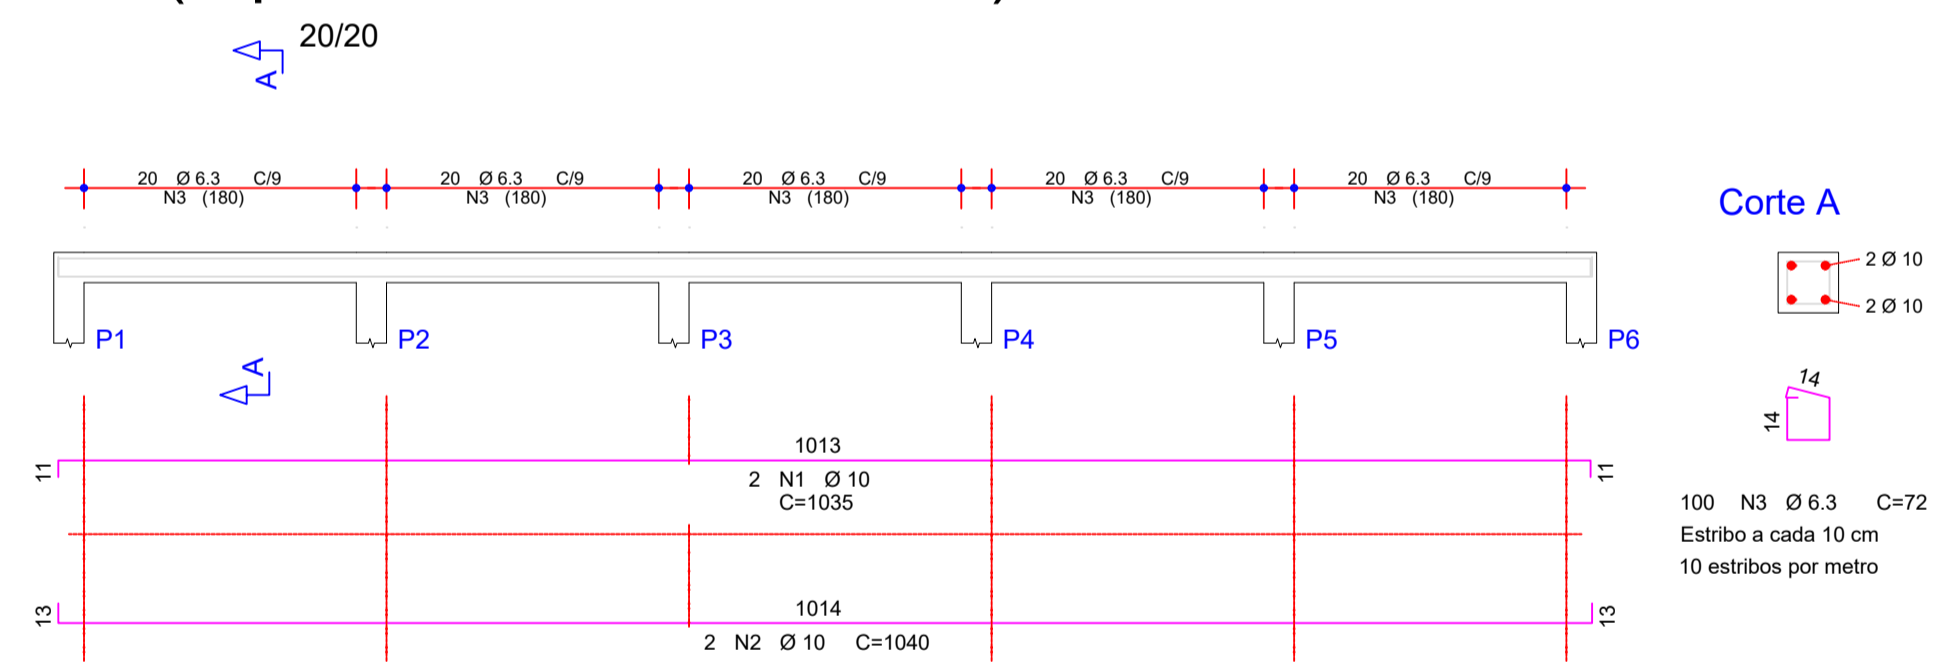 20/20
A
20 Ø 6.3 C/9
N3 (180)
20 Ø 6.3 C/9
N3 (180)
20 Ø 6.3 C/9
N3 (180)
20 Ø 6.3 C/9
N3 (180)
20 Ø 6.3 C/9
N3 (180)
P1
P2
P3
P4
P5
P6
A
11
1013
11
2 N1 Ø 10
C=1035
13
1014
13
2 N2 Ø 10 C=1040
Corte A
2 Ø 10
2 Ø 10
14
14
100 N3 Ø 6.3 C=72
Estribo a cada 10 cm
10 estribos por metro